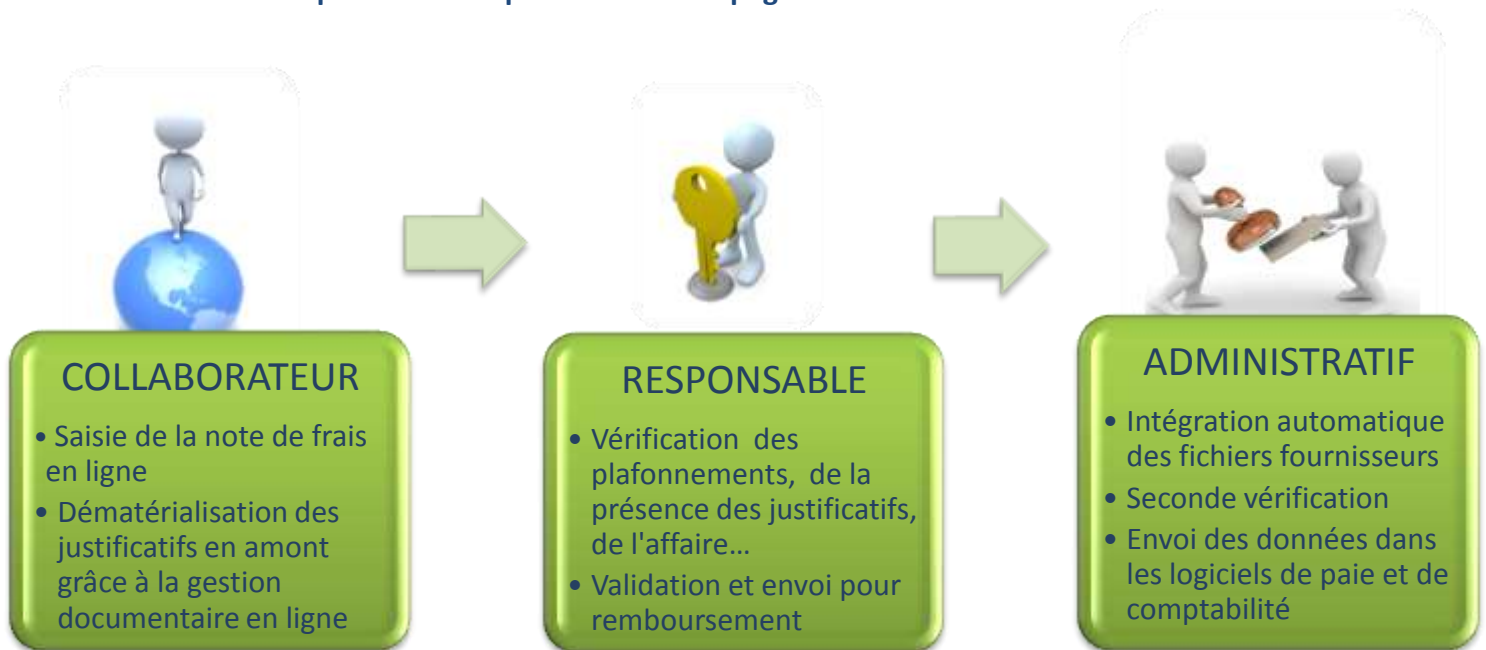 COLLABORATEUR
• Saisie de la note de frais
en ligne
• Dématérialisation des
justificatifs en amont
grâce à la gestion
documentaire en ligne
RESPONSABLE
• Vérification des
plafonnements, de la
présence des justificatifs,
de l'affaire...
• Validation et envoi pour
remboursement
ADMINISTRATIF
• Intégration automatique
des fichiers fournisseurs
• Seconde vérification
• Envoi des données dans
les logiciels de paie et de
comptabilité